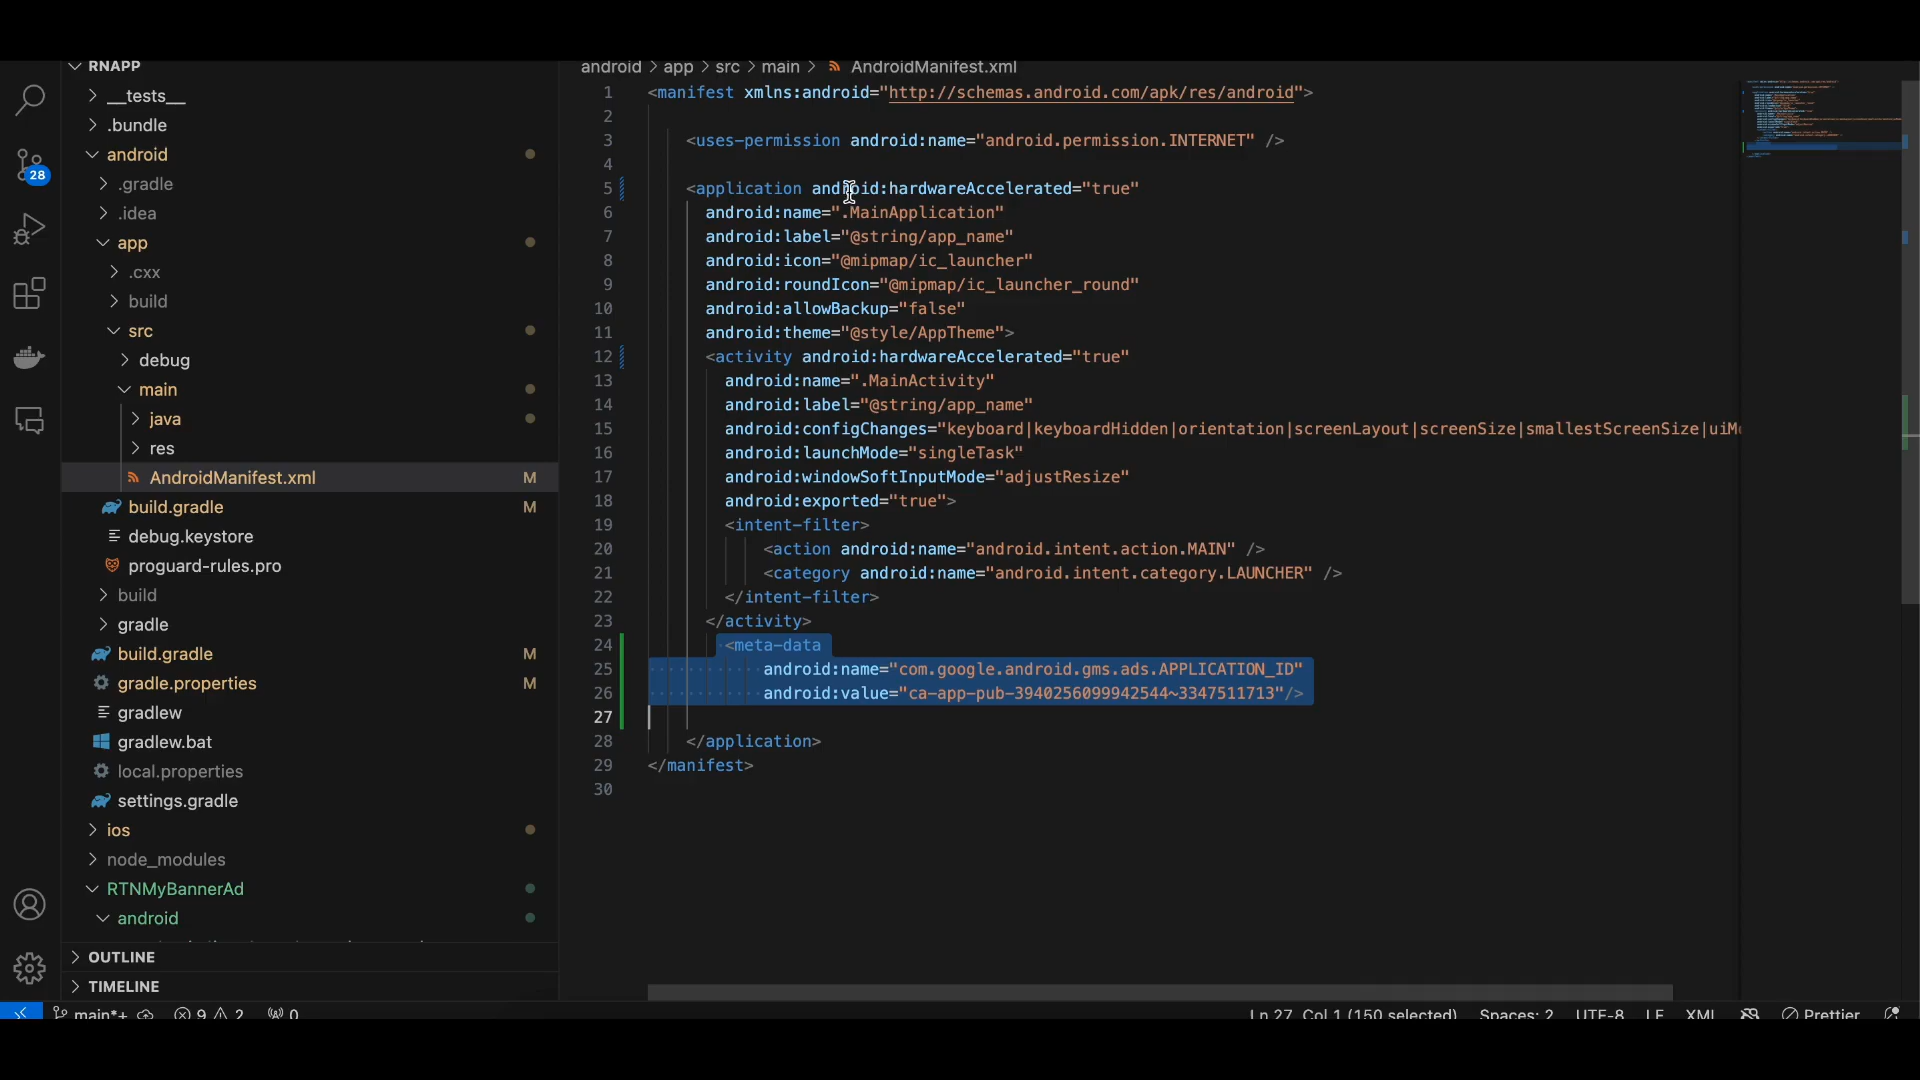 RNAPP
__tests__
.bundle
android
.gradle
.idea
app
.cxx
build
src
debug
main
java
res
AndroidManifest.xml M
build.gradle M
debug.keystore
proguard-rules.pro
build
gradle
build.gradle M
gradle.properties M
gradlew
gradlew.bat
local.properties
settings.gradle
ios
node_modules
RTNMyBannerAd
android
OUTLINE
TIMELINE
28
android > app > src > main > AndroidManifest.xml
1 <manifest xmlns:android="http://schemas.android.com/apk/res/android">
2
3 <uses-permission android:name="android.permission.INTERNET" />
4
5 <application android:hardwareAccelerated="true"
6 android:name=".MainApplication"
7 android:label="@string/app_name"
8 android:icon="@mipmap/ic_launcher"
9 android:roundIcon="@mipmap/ic_launcher_round"
10 android:allowBackup="false"
11 android:theme="@style/AppTheme">
12 <activity android:hardwareAccelerated="true"
13 android:name=".MainActivity"
14 android:label="@string/app_name"
15 android:configChanges="keyboard|keyboardHidden|orientation|screenLayout|screenSize|smallestScreenSize|uiM
16 android:launchMode="singleTask"
17 android:windowSoftInputMode="adjustResize"
18 android:exported="true">
19 <intent-filter>
20 <action android:name="android.intent.action.MAIN" />
21 <category android:name="android.intent.category.LAUNCHER" />
22 </intent-filter>
23 </activity>
24 <meta-data
25 android:name="com.google.android.gms.ads.APPLICATION_ID"
26 android:value="ca-app-pub-3940256099942544~3347511713"/>
27
28 </application>
29 </manifest>
30
main*+ 9 2 0 Ln 27, Col 1 (150 selected) Spaces: 2 UTF-8 LF XML Prettier